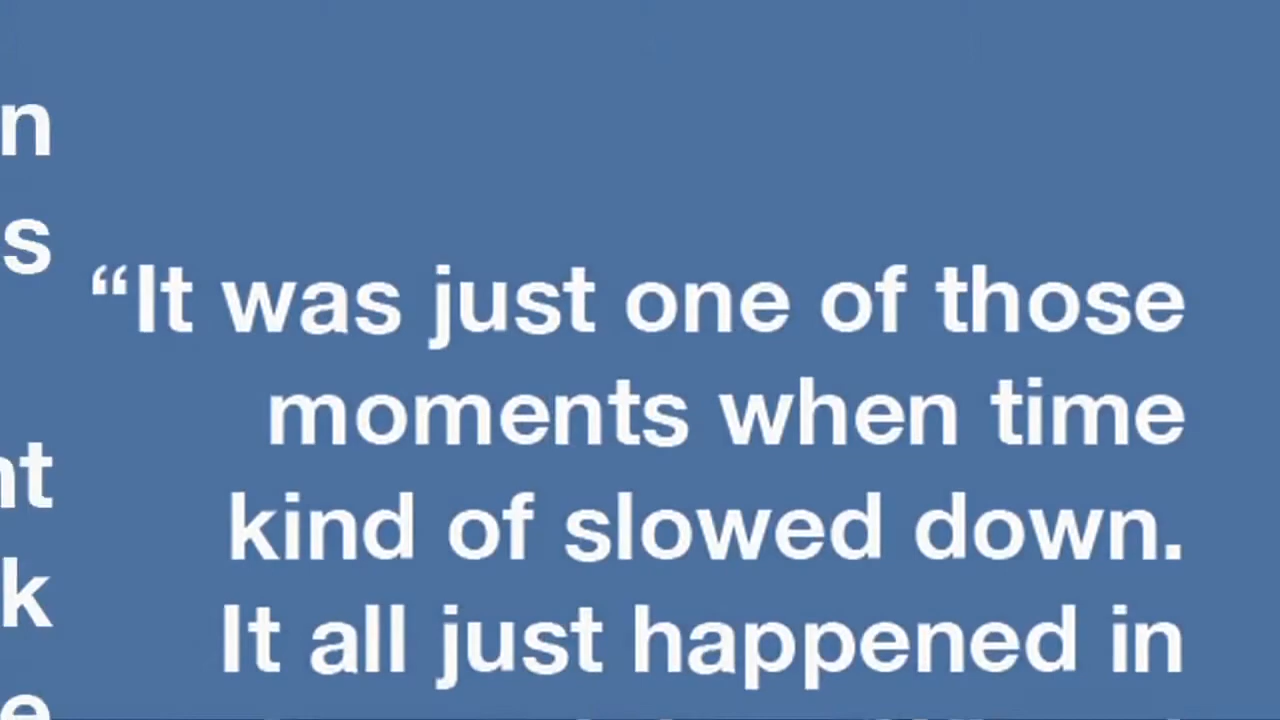 “It was just one of those
moments when time
kind of slowed down.
It all just happened in